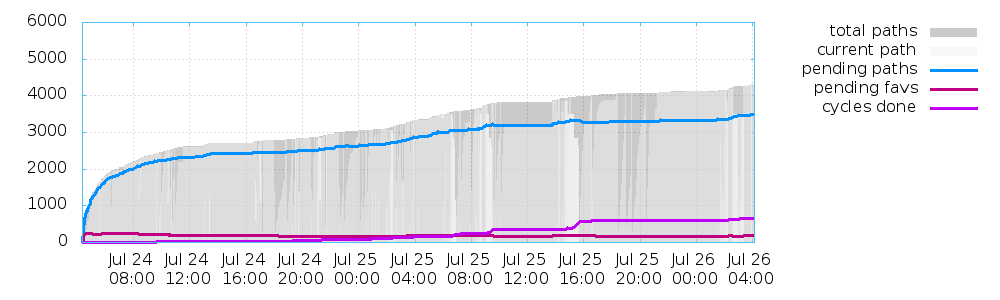 6000
5000
4000
3000
2000
1000
0
Jul 24 Jul 24 Jul 24 Jul 24 Jul 25 Jul 25 Jul 25 Jul 25 Jul 25 Jul 25 Jul 26 Jul 26
08:00 12:00 16:00 20:00 00:00 04:00 08:00 12:00 15:00 20:00 00:00 04:00
total paths
current path
pending paths
pending favs
cycles done